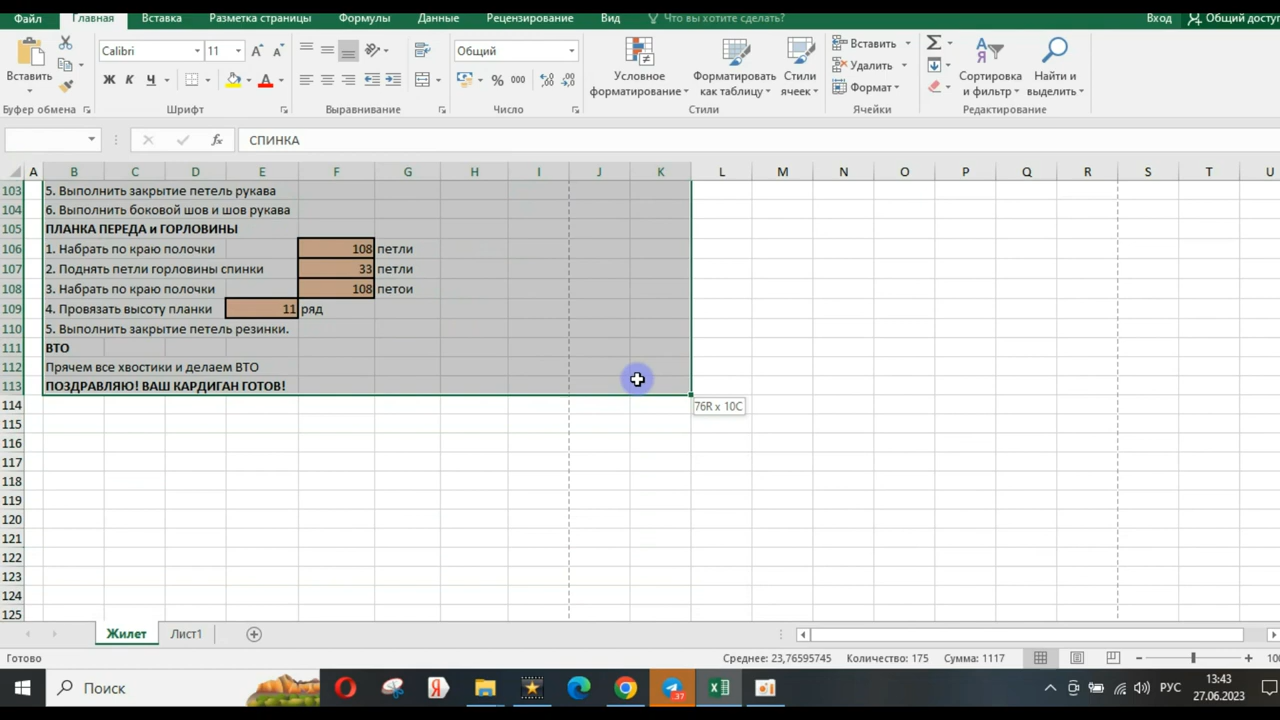 Файл Главная Вставка Разметка страницы Формулы Данные Рецензирование Вид Что вы хотите сделать? Вход Общий доступ
Вставить
Буфер обмена
Calibri 11
Ж К Ч
Шрифт
Выравнивание
Общий
% 000
Число
Условное форматирование
Форматировать как таблицу
Стили ячеек
Стили
Вставить
Удалить
Формат
Ячейки
Сортировка и фильтр
Найти и выделить
Редактирование
fx СПИНКА
A B C D E F G H I J K L M N O P Q R S T U
103 5. Выполнить закрытие петель рукава
104 6. Выполнить боковой шов и шов рукава
105 ПЛАНКА ПЕРЕДА и ГОРЛОВИНЫ
106 1. Набрать по краю полочки 108 петли
107 2. Поднять петли горловины спинки 33 петли
108 3. Набрать по краю полочки 108 петои
109 4. Провязать высоту планки 11 ряд
110 5. Выполнить закрытие петель резинки.
111 ВТО
112 Прячем все хвостики и делаем ВТО
113 ПОЗДРАВЛЯЮ! ВАШ КАРДИГАН ГОТОВ!
76R x 10C
114
115
116
117
118
119
120
121
122
123
124
125
Жилет Лист1
Готово Среднее: 23,76595745 Количество: 175 Сумма: 1117
Поиск
37
РУС
13:43
27.06.2023